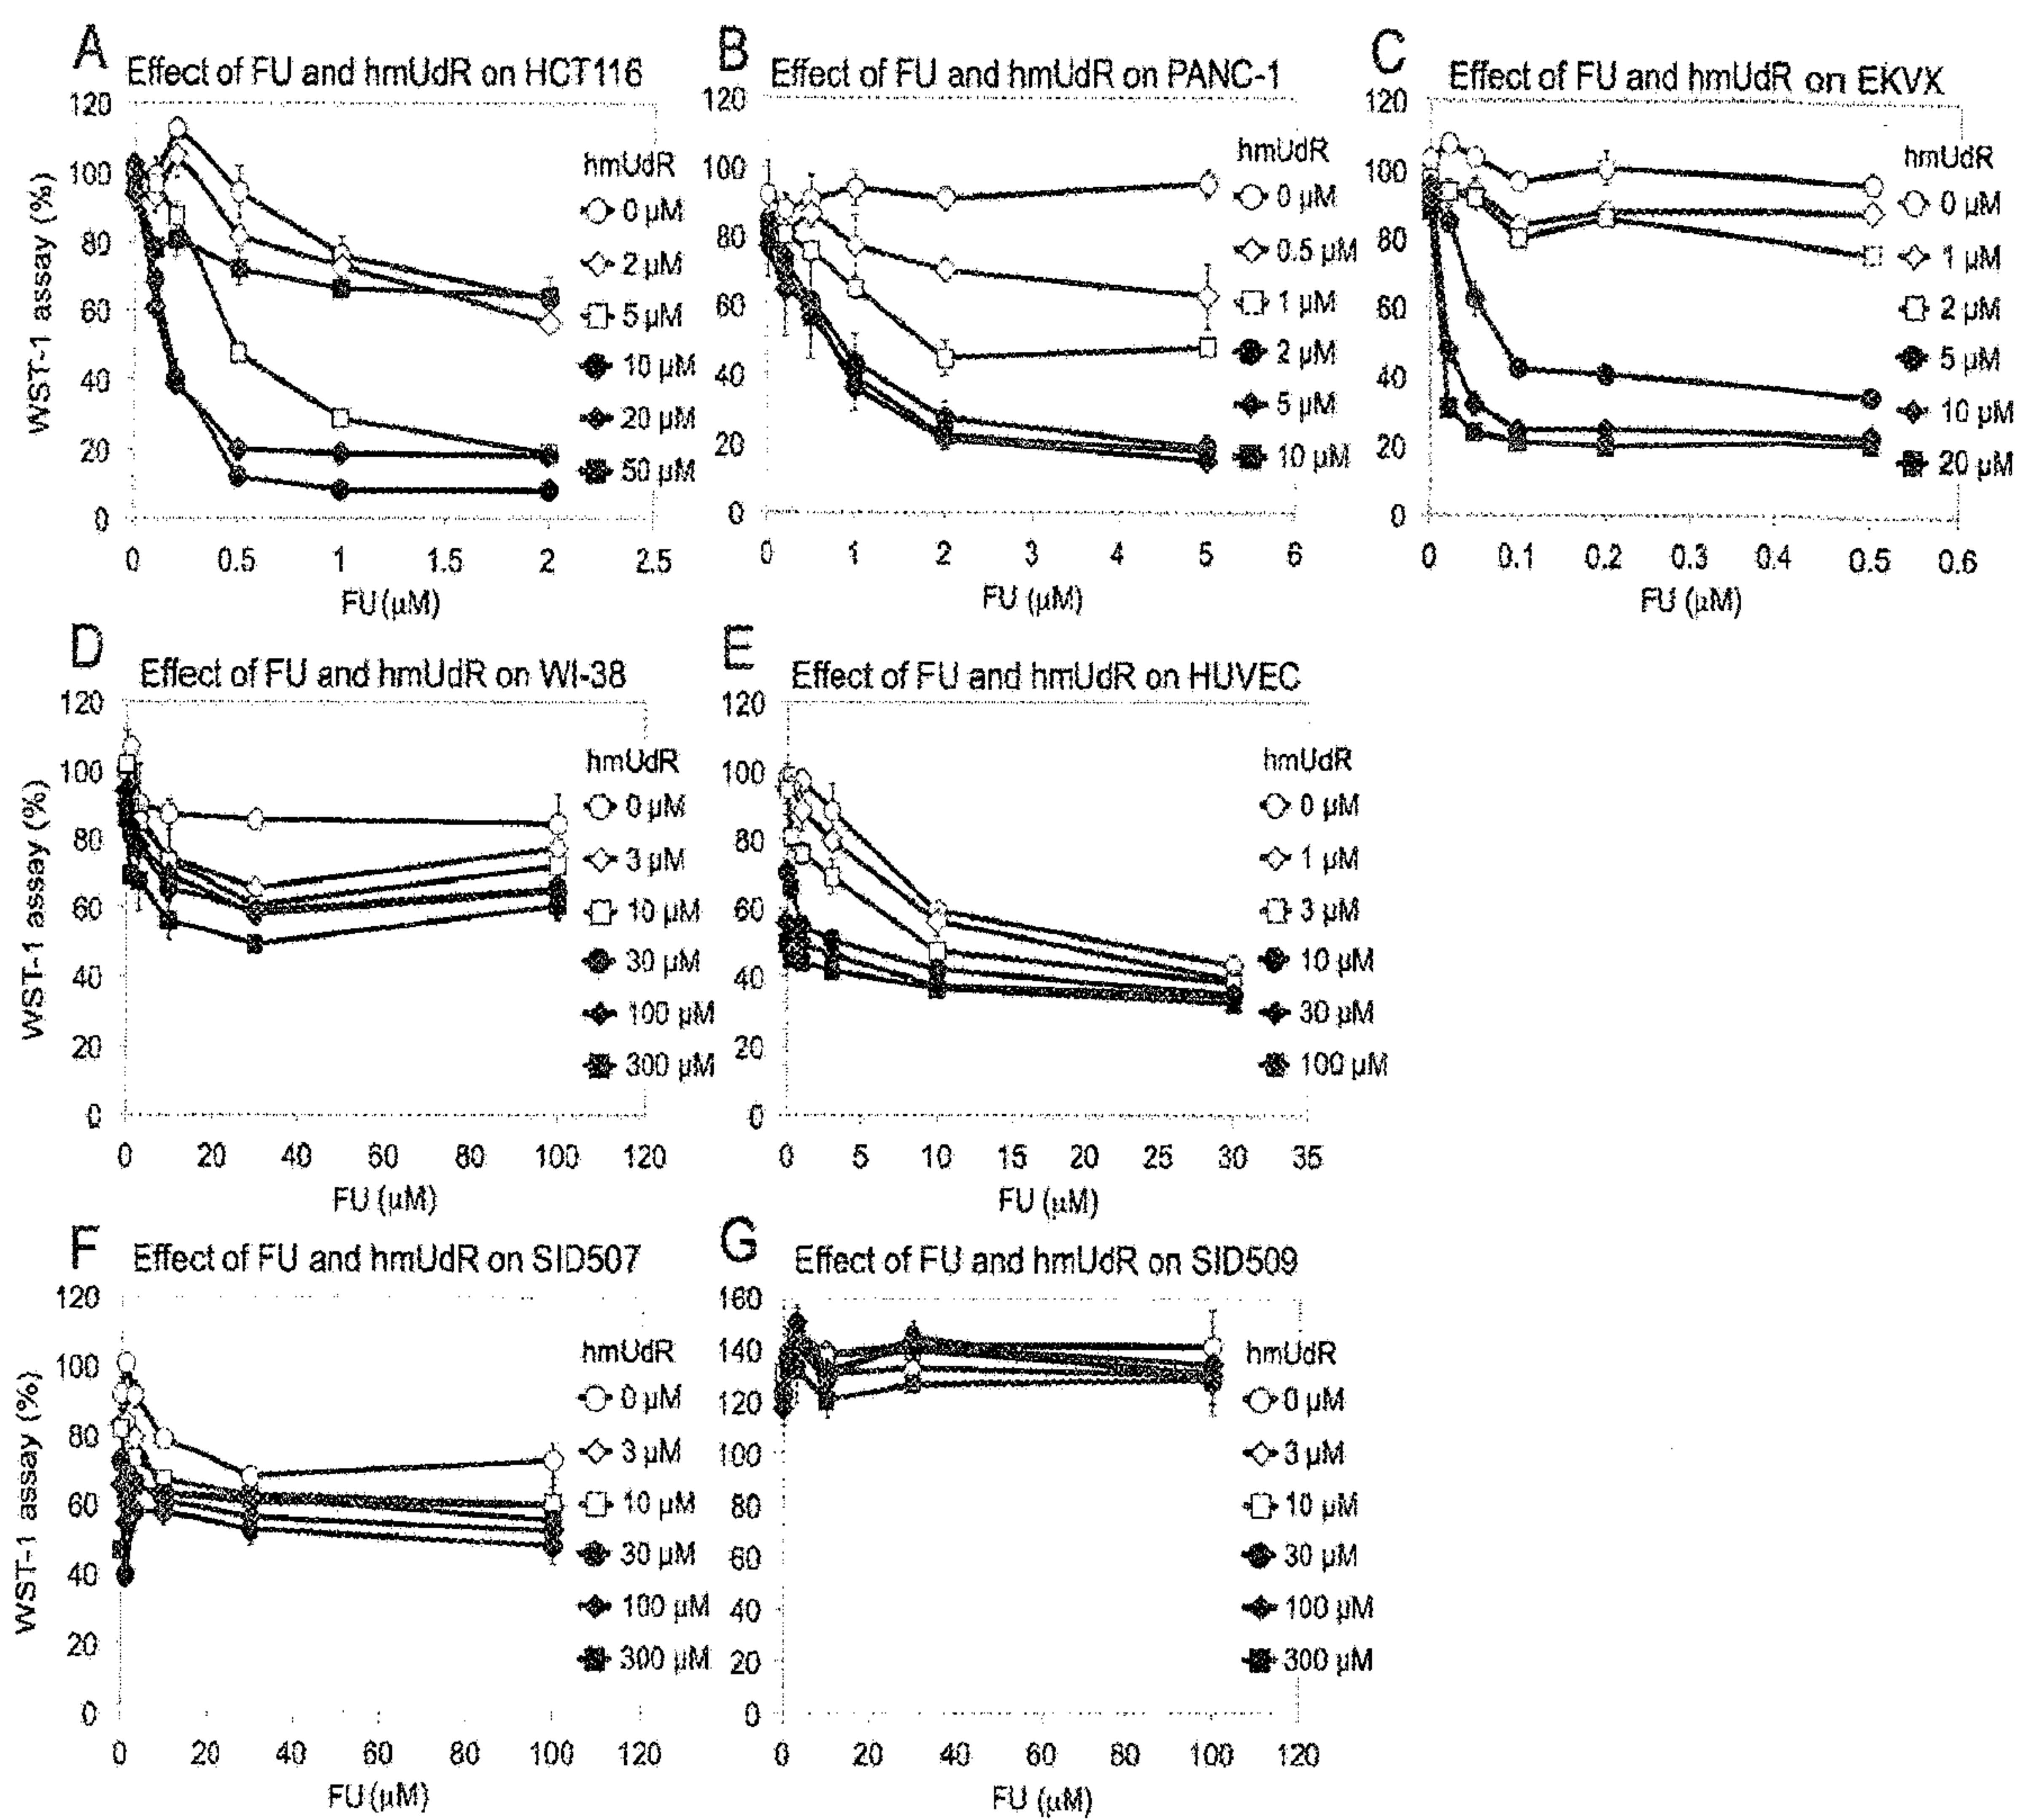 A
Effect of FU and hmUdR on HCT116
120
100
80
60
40
20
0
WST-1 assay (%)
0 0.5 1 1.5 2 2.5
FU (μM)
hmUdR
0 μM
2 μM
5 μM
10 μM
20 μM
50 μM
B
Effect of FU and hmUdR on PANC-1
120
100
80
60
40
20
0
0 1 2 3 4 5 6
FU (μM)
hmUdR
0 μM
0.5 μM
1 μM
2 μM
5 μM
10 μM
C
Effect of FU and hmUdR on EKVX
120
100
80
60
40
20
0
0 0.1 0.2 0.3 0.4 0.5 0.6
FU (μM)
hmUdR
0 μM
1 μM
2 μM
5 μM
10 μM
20 μM
D
Effect of FU and hmUdR on WI-38
120
100
80
60
40
20
0
WST-1 assay (%)
0 20 40 60 80 100 120
FU (μM)
hmUdR
0 μM
3 μM
10 μM
30 μM
100 μM
300 μM
E
Effect of FU and hmUdR on HUVEC
120
100
80
60
40
20
0
0 5 10 15 20 25 30 35
FU (μM)
hmUdR
0 μM
1 μM
3 μM
10 μM
30 μM
100 μM
F
Effect of FU and hmUdR on SID507
120
100
80
60
40
20
0
WST-1 assay (%)
0 20 40 60 80 100 120
FU (μM)
hmUdR
0 μM
3 μM
10 μM
30 μM
100 μM
300 μM
G
Effect of FU and hmUdR on SID509
160
140
120
100
80
60
40
20
0
0 20 40 60 80 100 120
FU (μM)
hmUdR
0 μM
3 μM
10 μM
30 μM
100 μM
300 μM